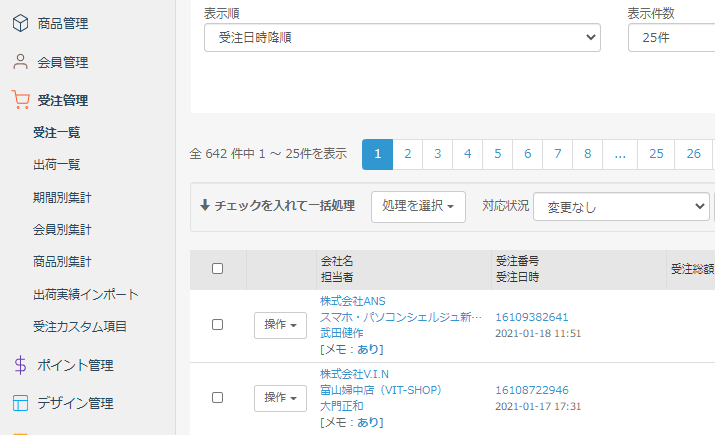 商品管理
会員管理
受注管理
受注一覧
出荷一覧
期間別集計
会員別集計
商品別集計
出荷実績インポート
受注カスタム項目
ポイント管理
デザイン管理
表示順
受注日時降順
表示件数
25件
全 642 件中 1 ～ 25件を表示
1 2 3 4 5 6 7 8 ... 25 26
チェックを入れて一括処理
処理を選択
対応状況
変更なし
会社名
担当者
受注番号
受注日時
受注総額
操作
株式会社ANS
スマホ・パソコンシェルジュ新…
武田健作
[メモ：あり]
16109382641
2021-01-18 11:51
操作
株式会社V.I.N
富山婦中店（VIT-SHOP）
大門正和
[メモ：あり]
16108722946
2021-01-17 17:31